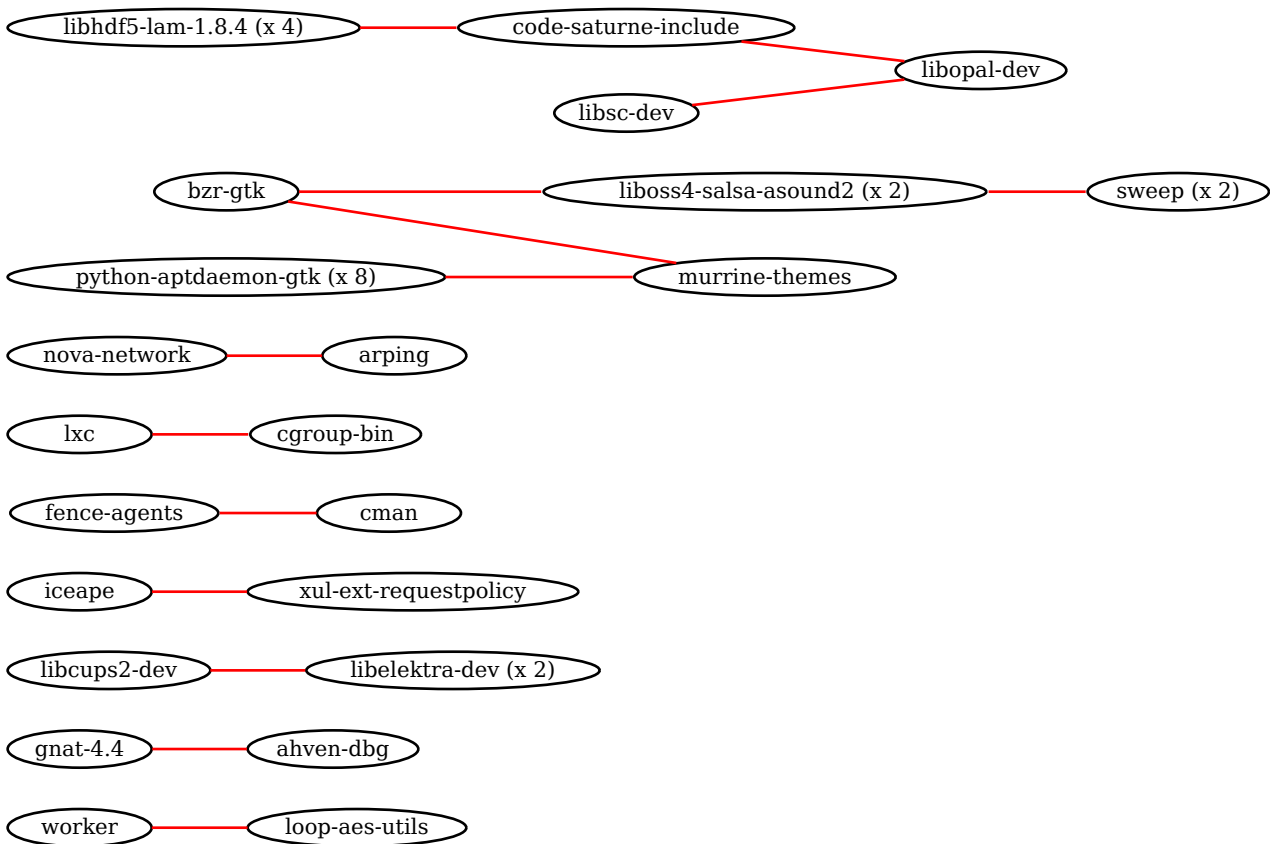 libhdf5-lam-1.8.4 (x 4)
code-saturne-include
libopal-dev
libsc-dev
bzr-gtk
liboss4-salsa-asound2 (x 2)
sweep (x 2)
python-aptdaemon-gtk (x 8)
murrine-themes
nova-network
arping
lxc
cgroup-bin
fence-agents
cman
iceape
xul-ext-requestpolicy
libcups2-dev
libelektra-dev (x 2)
gnat-4.4
ahven-dbg
worker
loop-aes-utils